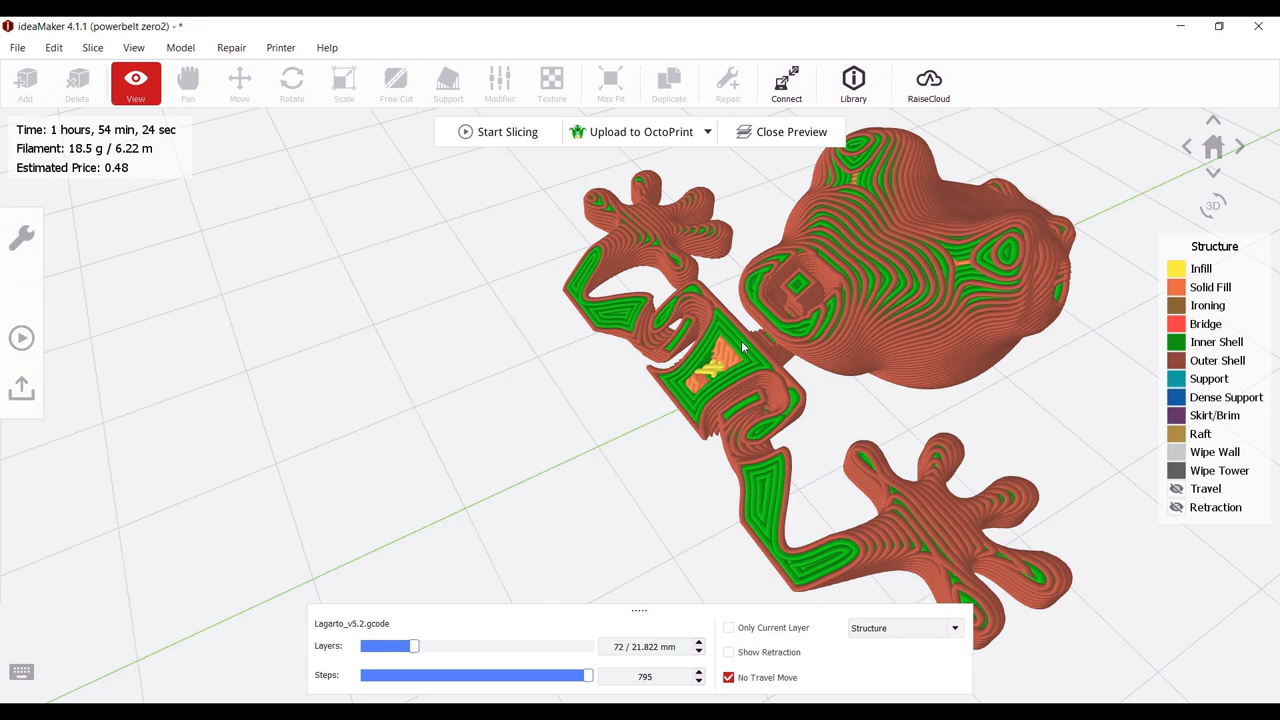 ideaMaker 4.1.1 (powerbelt zero2) - *
File Edit Slice View Model Repair Printer Help
Add Delete View Pan Move Rotate Scale Free Cut Support Modifier Texture Max Fit Duplicate Repair Connect Library RaiseCloud
Start Slicing Upload to OctoPrint Close Preview
Time: 1 hours, 54 min, 24 sec
Filament: 18.5 g / 6.22 m
Estimated Price: 0.48
3D
Structure
Infill
Solid Fill
Ironing
Bridge
Inner Shell
Outer Shell
Support
Dense Support
Skirt/Brim
Raft
Wipe Wall
Wipe Tower
Travel
Retraction
Lagarto_v5.2.gcode
Layers: 72 / 21.822 mm
Steps: 795
Only Current Layer Structure
Show Retraction
No Travel Move